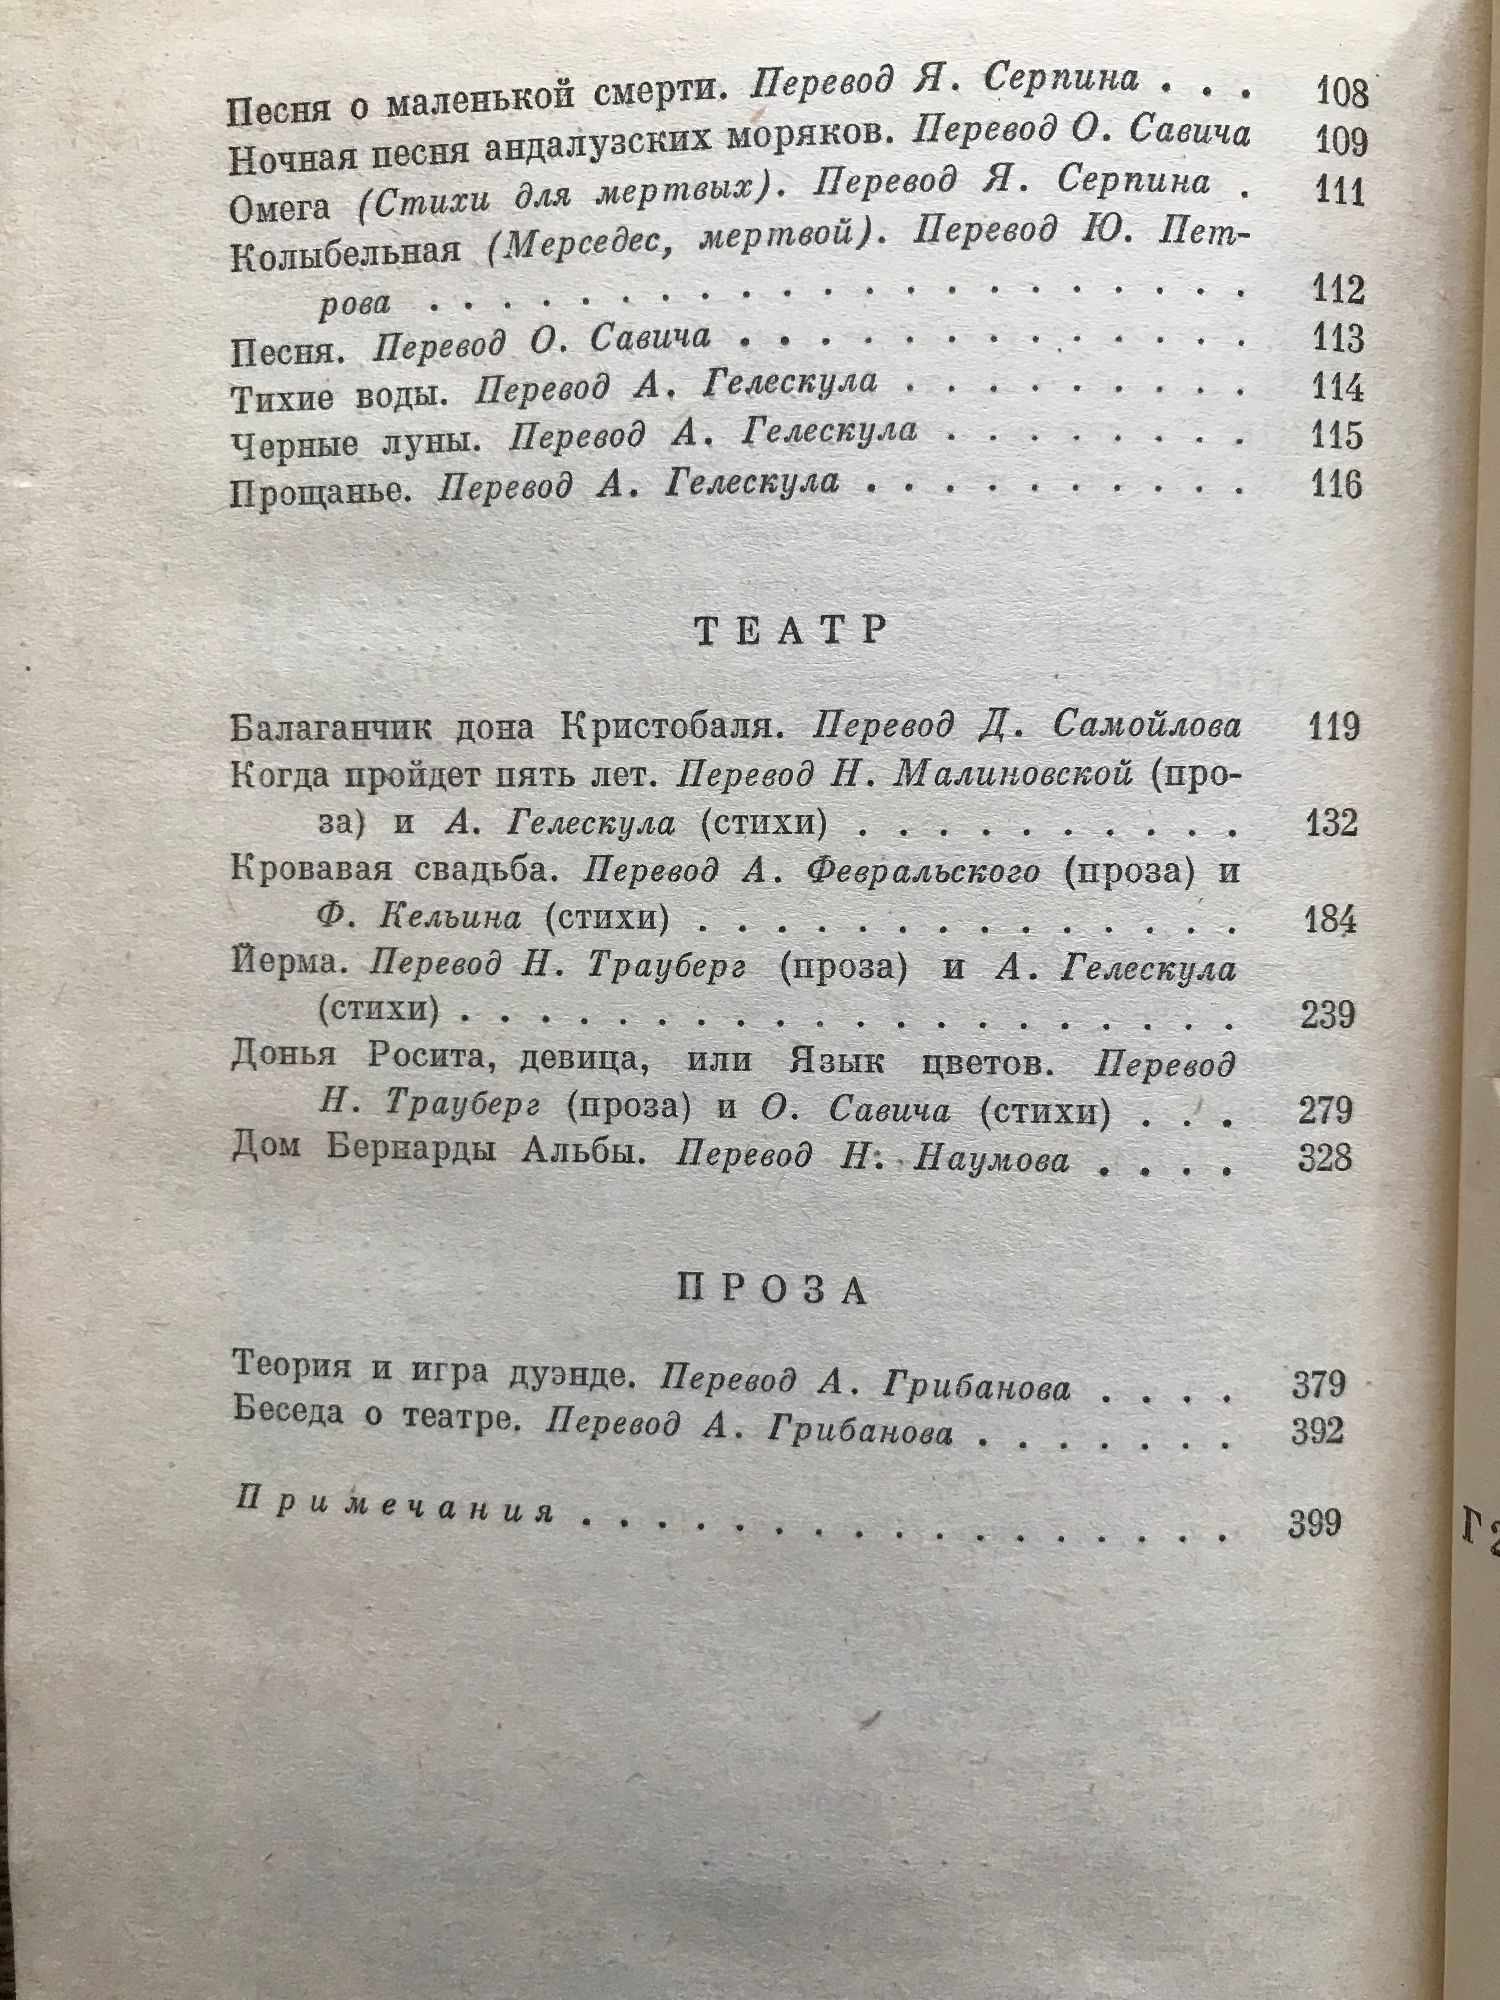 Песня о маленькой смерти. Перевод Я. Серпина . . . 108
Ночная песня андалузских моряков. Перевод О. Савича 109
Омега (Стихи для мертвых). Перевод Я. Серпина . 111
Колыбельная (Мерседес, мертвой). Перевод Ю. Пет-
рова . . . . . . . . . . . . . . . . . . . . . 112
Песня. Перевод О. Савича . . . . . . . . . . . . . 113
Тихие воды. Перевод А. Гелескула . . . . . . . . . 114
Черные луны. Перевод А. Гелескула . . . . . . . . 115
Прощанье. Перевод А. Гелескула . . . . . . . . . . 116
ТЕАТР
Балаганчик дона Кристобаля. Перевод Д. Самойлова 119
Когда пройдет пять лет. Перевод Н. Малиновской (про-
за) и А. Гелескула (стихи) . . . . . . . . . . 132
Кровавая свадьба. Перевод А. Февральского (проза) и
Ф. Кельина (стихи) . . . . . . . . . . . . . . 184
Йерма. Перевод Н. Трауберг (проза) и А. Гелескула
(стихи) . . . . . . . . . . . . . . . . . . . . 239
Донья Росита, девица, или Язык цветов. Перевод
Н. Трауберг (проза) и О. Савича (стихи) . . . 279
Дом Бернарды Альбы. Перевод Н. Наумова . . . . 328
ПРОЗА
Теория и игра дуэнде. Перевод А. Грибанова . . . . 379
Беседа о театре. Перевод А. Грибанова . . . . . . . 392
Примечания . . . . . . . . . . . . . . . . . 399